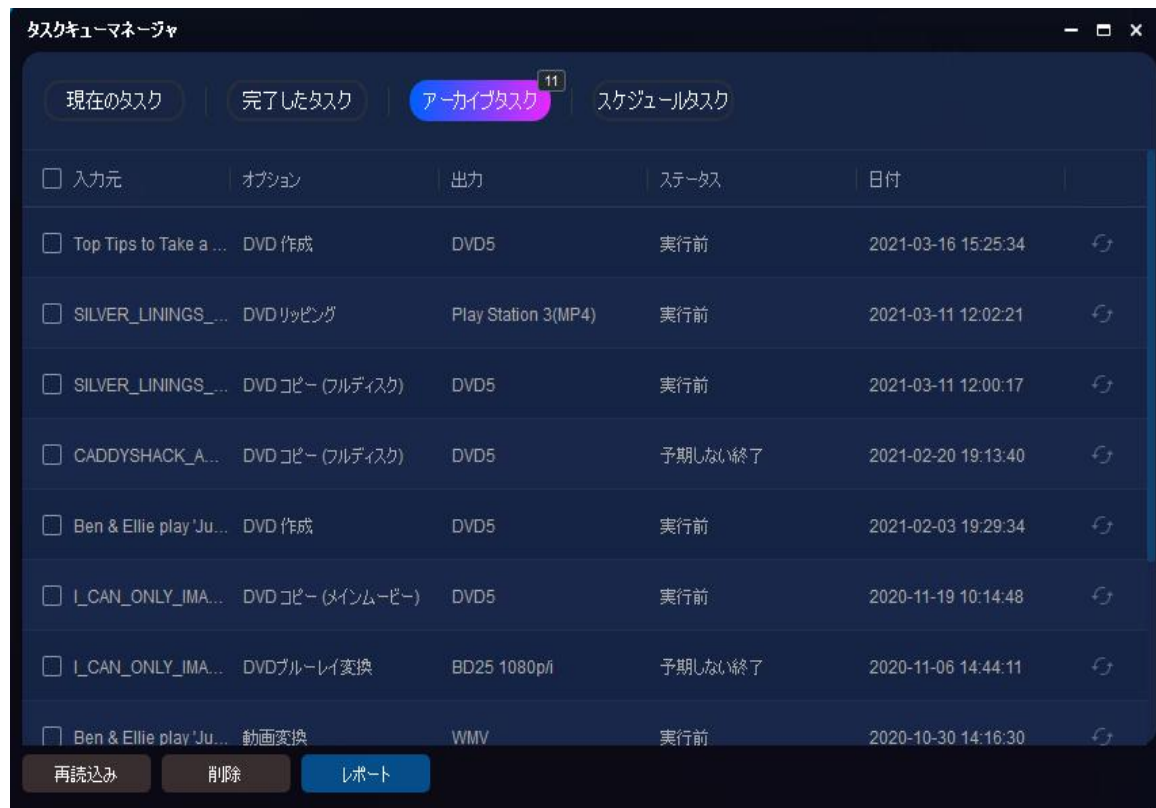 タスクキューマネージャ
現在のタスク 完了したタスク アーカイブタスク 11 スケジュールタスク
入力元 オプション 出力 ステータス 日付
Top Tips to Take a ... DVD 作成 DVD5 実行前 2021-03-16 15:25:34
SILVER_LININGS_... DVD リッピング Play Station 3(MP4) 実行前 2021-03-11 12:02:21
SILVER_LININGS_... DVD コピー (フルディスク) DVD5 実行前 2021-03-11 12:00:17
CADDYSHACK_A... DVD コピー (フルディスク) DVD5 予期しない終了 2021-02-20 19:13:40
Ben & Ellie play 'Ju... DVD 作成 DVD5 実行前 2021-02-03 19:29:34
I_CAN_ONLY_IMA... DVD コピー (メインムービー) DVD5 実行前 2020-11-19 10:14:48
I_CAN_ONLY_IMA... DVDブルーレイ変換 BD25 1080p/i 予期しない終了 2020-11-06 14:44:11
Ben & Ellie play 'Ju... 動画変換 WMV 実行前 2020-10-30 14:16:30
再読込み 削除 レポート